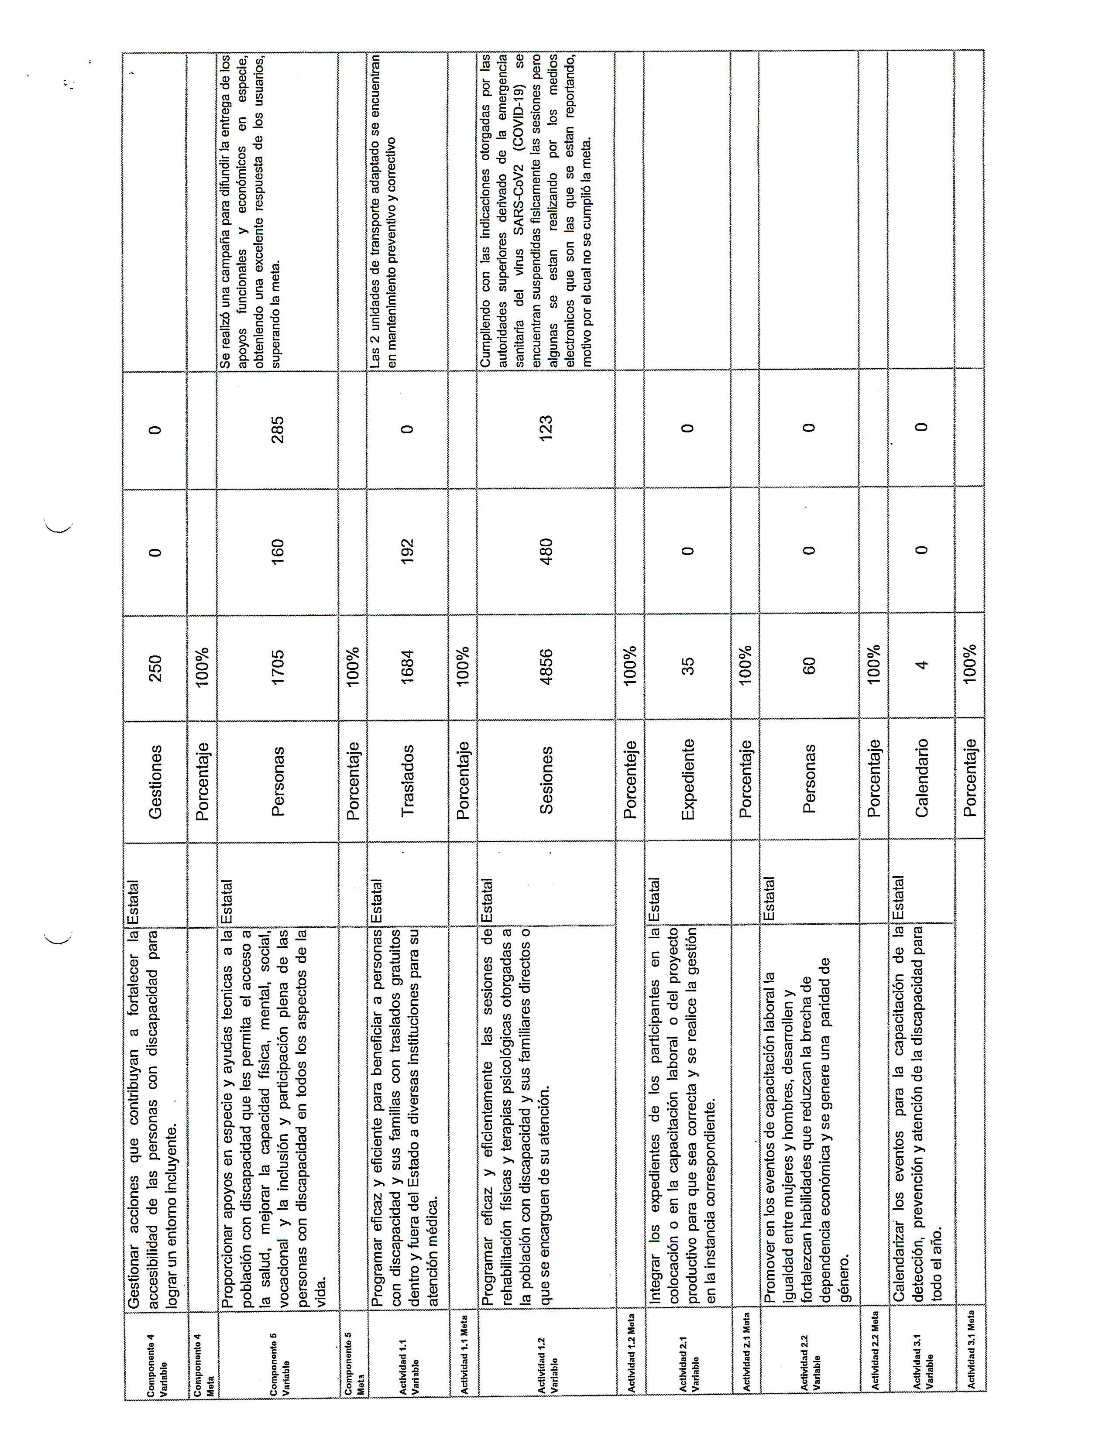 Componente 4
Variable
Gestionar acciones que contribuyan a fortalecer la
accesibilidad de las personas con discapacidad para
lograr un entorno incluyente.
Estatal
Gestiones
250
0
0
Componente 4
Meta
Porcentaje
100%
Componente 5
Variable
Proporcionar apoyos en especie y ayudas tecnicas a la
población con discapacidad que les permita el acceso a
la salud, mejorar la capacidad física, mental, social,
vocacional y la inclusión y participación plena de las
personas con discapacidad en todos los aspectos de la
vida.
Estatal
Personas
1705
160
285
Se realizó una campaña para difundir la entrega de los
apoyos funcionales y económicos en especie,
obteniendo una excelente respuesta de los usuarios,
superando la meta.
Componente 5
Meta
Porcentaje
100%
Actividad 1.1
Variable
Programar eficaz y eficiente para beneficiar a personas
con discapacidad y sus familias con traslados gratuitos
dentro y fuera del Estado a diversas instituciones para su
atención médica.
Estatal
Traslados
1684
192
0
Las 2 unidades de transporte adaptado se encuentran
en mantenimiento preventivo y correctivo
Actividad 1.1 Meta
Porcentaje
100%
Actividad 1.2
Variable
Programar eficaz y eficientemente las sesiones de
rehabilitación físicas y terapias psicológicas otorgadas a
la población con discapacidad y sus familiares directos o
que se encarguen de su atención.
Estatal
Sesiones
4856
480
123
Cumpliendo con las indicaciones otorgadas por las
autoridades superiores derivado de la emergencia
sanitaria del virus SARS-CoV2 (COVID-19) se
encuentran suspendidas fisicamente las sesiones pero
algunas se estan realizando por los medios
electronicos que son las que se estan reportando,
motivo por el cual no se cumplió la meta.
Actividad 1.2 Meta
Porcenteje
100%
Actividad 2.1
Variable
Integrar los expedientes de los participantes en la
colocación o en la capacitación laboral o del proyecto
productivo para que sea correcta y se realice la gestión
en la instancia correspondiente.
Estatal
Expediente
35
0
0
Actividad 2.1 Meta
Porcentaje
100%
Actividad 2.2
Variable
Promover en los eventos de capacitación laboral la
igualdad entre mujeres y hombres, desarrollen y
fortalezcan habilidades que reduzcan la brecha de
dependencia económica y se genere una paridad de
género.
Estatal
Personas
60
0
0
Actividad 2.2 Meta
Porcentaje
100%
Actividad 3.1
Variable
Calendarizar los eventos para la capacitación de la
detección, prevención y atención de la discapacidad para
todo el año.
Estatal
Calendario
4
0
0
Actividad 3.1 Meta
Porcentaje
100%